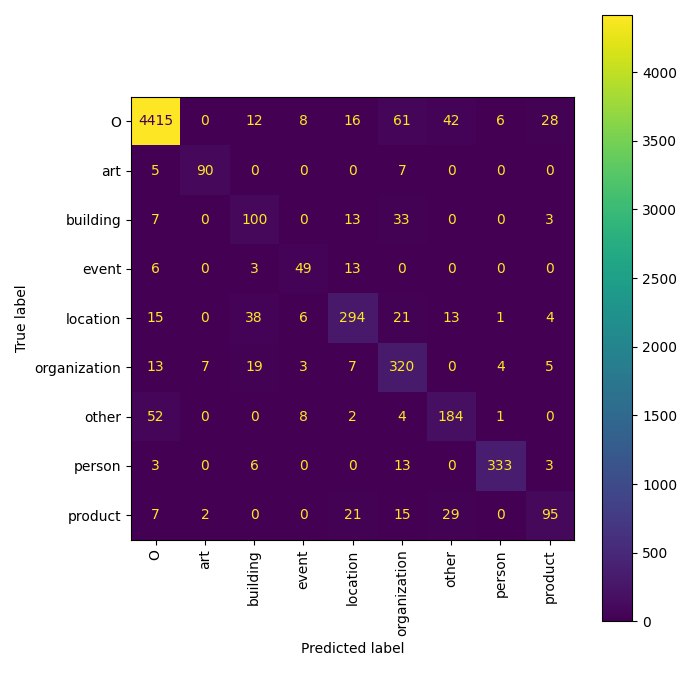 O 4415 0 12 8 16 61 42 6 28
art 5 90 0 0 0 7 0 0 0
building 7 0 100 0 13 33 0 0 3
event 6 0 3 49 13 0 0 0 0
location 15 0 38 6 294 21 13 1 4
organization 13 7 19 3 7 320 0 4 5
other 52 0 0 8 2 4 184 1 0
person 3 0 6 0 0 13 0 333 3
product 7 2 0 0 21 15 29 0 95
O art building event location organization other person product
Predicted label
True label
4000
3500
3000
2500
2000
1500
1000
500
0